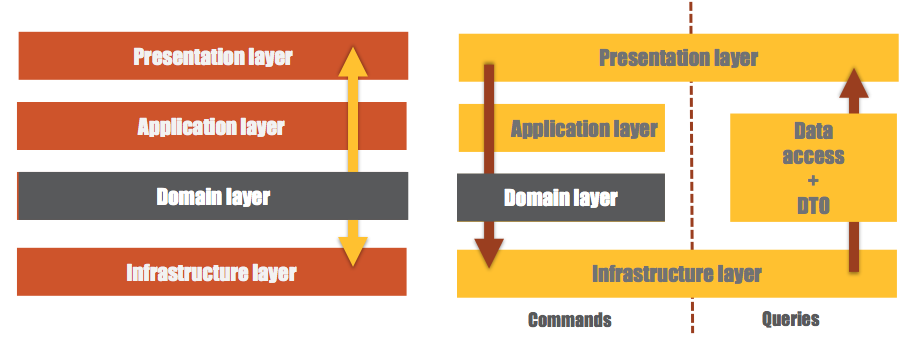 Presentation layer
Application layer
Domain layer
Infrastructure layer
Presentation layer
Application layer
Data
access
+
DTO
Domain layer
Infrastructure layer
Commands
Queries